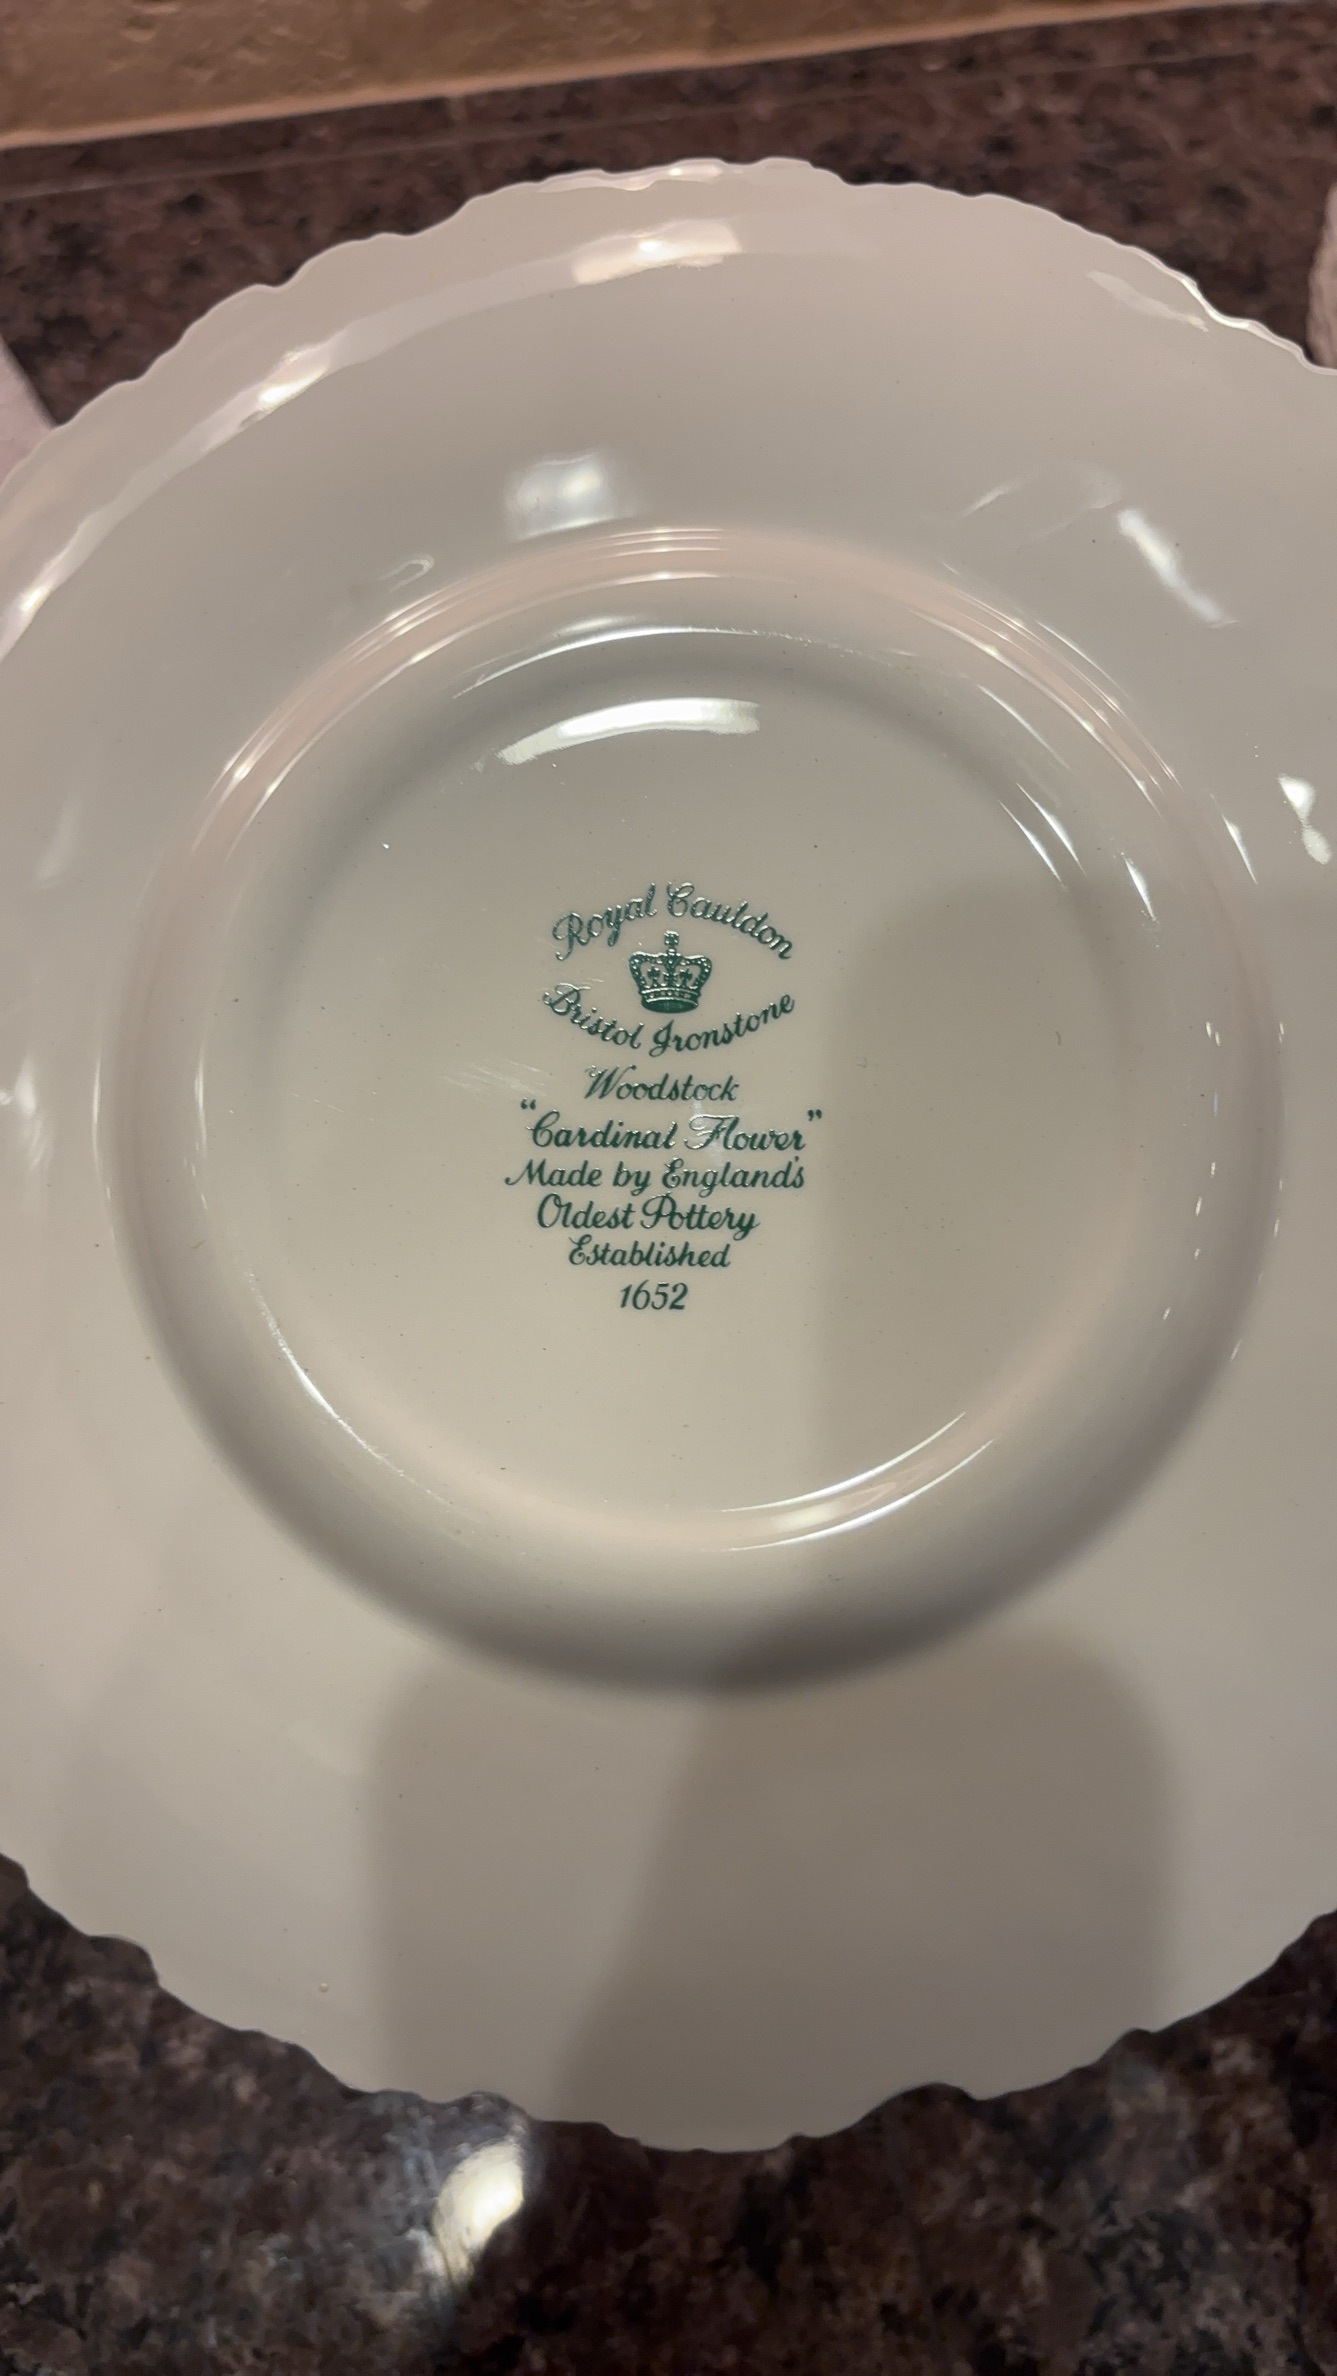 Royal Cauldon
Bristol Ironstone
Woodstock
“Cardinal Flower”
Made by England's
Oldest Pottery
Established
1652